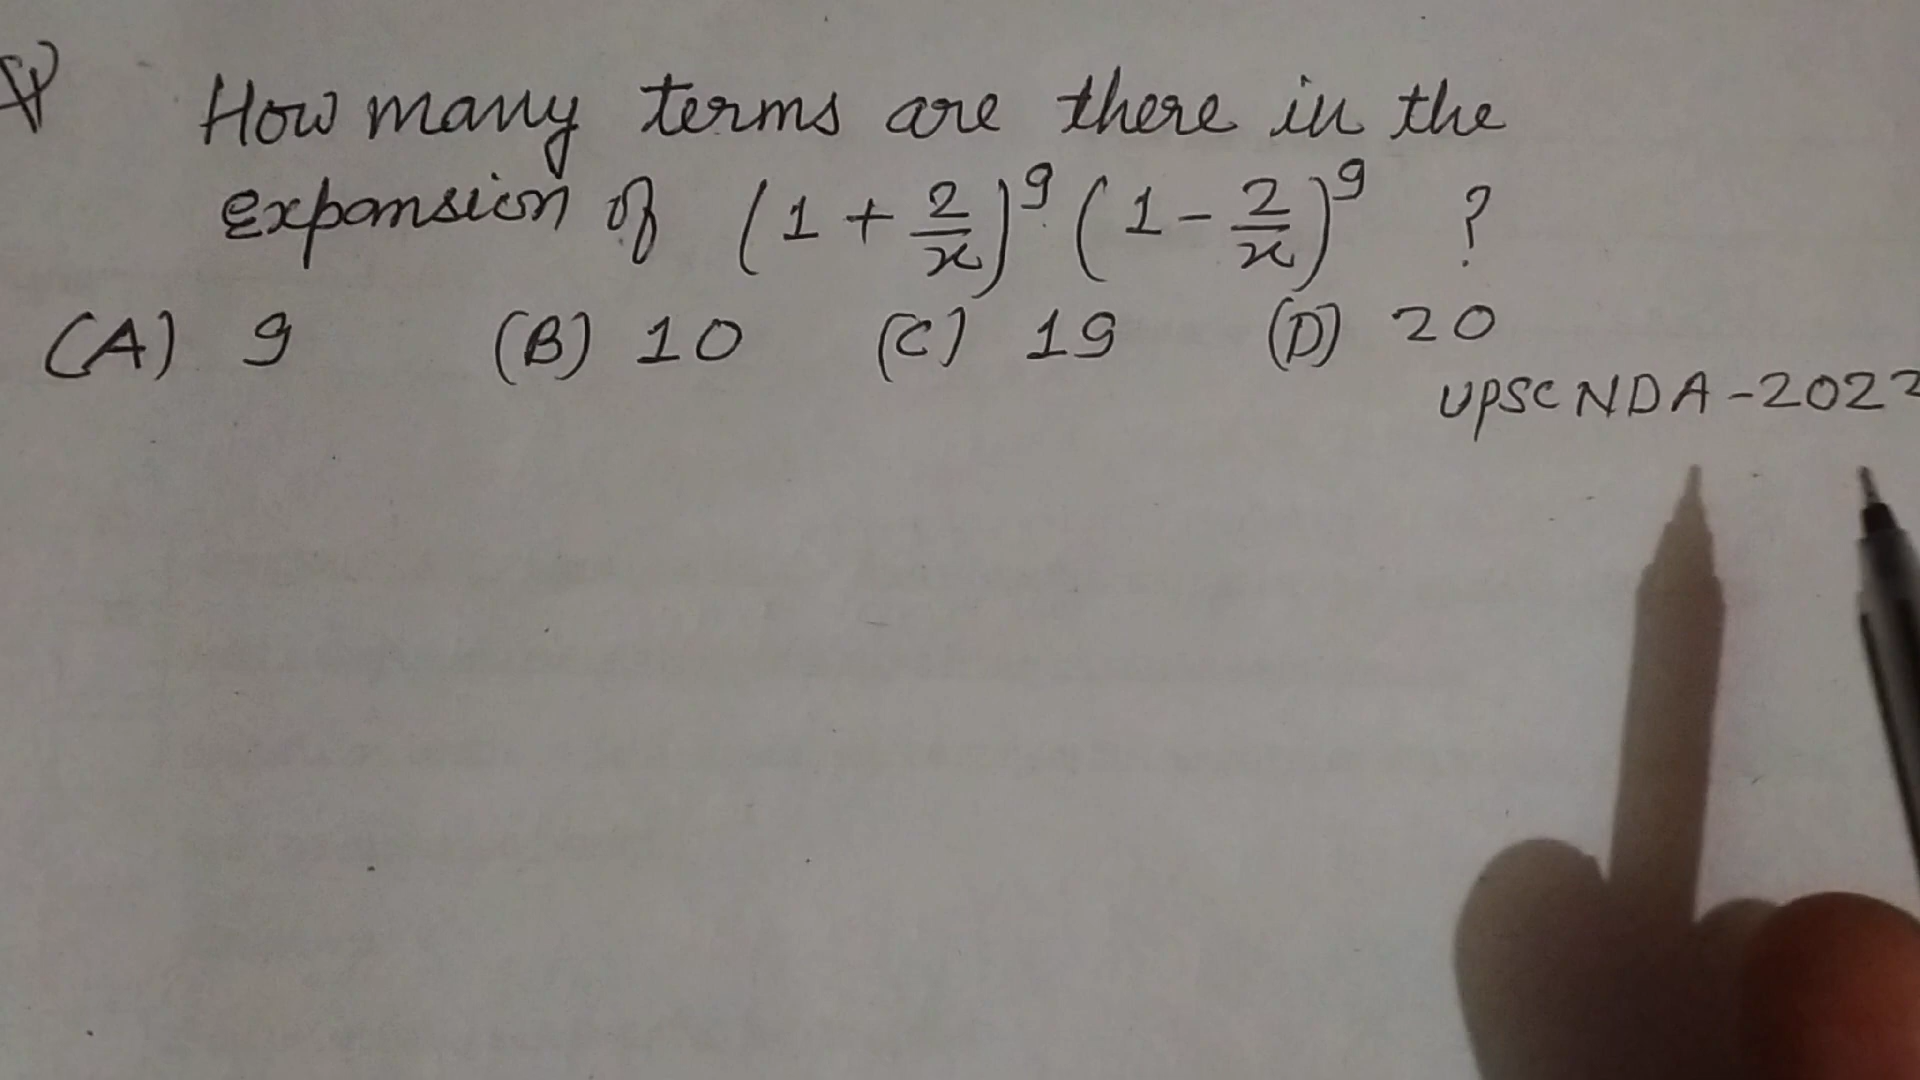 Q How many terms are there in the
expansion of (1 + 2/x)^9 (1 - 2/x)^9 ?
(A) 9 (B) 10 (C) 19 (D) 20
UPSC NDA - 2022